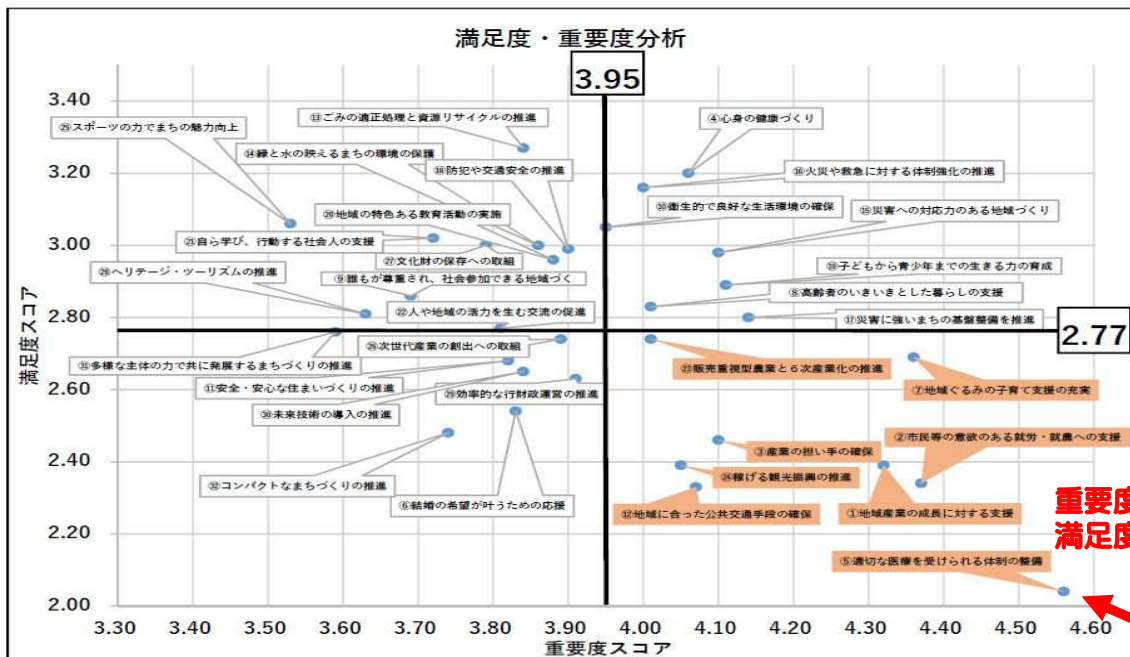 満足度・重要度分析
3.95
2.77
満足度スコア
3.40
3.20
3.00
2.80
2.60
2.40
2.20
2.00
㉕スポーツの力でまちの魅力向上
⑬ごみの適正処理と資源リサイクルの推進
④心身の健康づくり
⑭緑と水の映えるまちの環境の保護
⑱防犯や交通安全の推進
⑯火災や救急に対する体制強化の推進
⑳地域の特色ある教育活動の実施
⑩衛生的で良好な生活環境の確保
⑮災害への対応力のある地域づくり
㉑自ら学び、行動する社会人の支援
㉗文化財の保存への取組
子どもから青少年までの生きる力の育成
ヘリテージ・ツーリズムの推進
⑨誰もが尊重され、社会参加できる地域づく
⑧高齢者のいきいきとした暮らしの支援
㉒人や地域の活力を生む交流の促進
⑰災害に強いまちの基盤整備を推進
㉖次世代産業の創出への取組
㉛多様な主体の力で共に発展するまちづくりの推進
㉓販売重視型農業と6次産業化の推進
⑪安全・安心な住まいづくりの推進
㉙効率的な行財政運営の推進
⑦地域ぐるみの子育て支援の充実
㉚未来技術の導入の推進
②市民等の意欲のある就労・就農への支援
③産業の担い手の確保
㉔稼げる観光振興の推進
㉜コンパクトなまちづくりの推進
⑥結婚の希望が叶うための応援
⑫地域に合った公共交通手段の確保
①地域産業の成長に対する支援
重要度
満足度
⑤適切な医療を受けられる体制の整備
3.30 3.40 3.50 3.60 3.70 3.80 3.90 4.00 4.10 4.20 4.30 4.40 4.50 4.60
重要度スコア